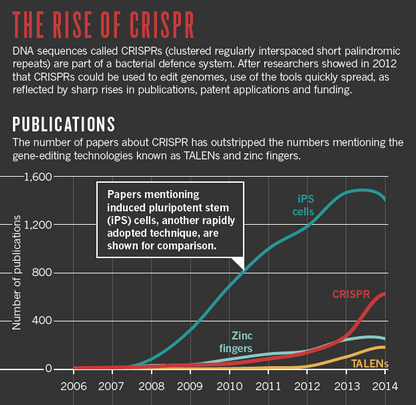 THE RISE OF CRISPR
DNA sequences called CRISPRs (clustered regularly interspaced short palindromic
repeats) are part of a bacterial defence system. After researchers showed in 2012
that CRISPRs could be used to edit genomes, use of the tools quickly spread, as
reflected by sharp rises in publications, patent applications and funding.
PUBLICATIONS
The number of papers about CRISPR has outstripped the numbers mentioning the
gene-editing technologies known as TALENs and zinc fingers.
1,600
1,200
800
400
0
Number of publications
Papers mentioning
induced pluripotent stem
(iPS) cells, another rapidly
adopted technique, are
shown for comparison.
iPS
cells
CRISPR
Zinc
fingers
TALENs
2006 2007 2008 2009 2010 2011 2012 2013 2014